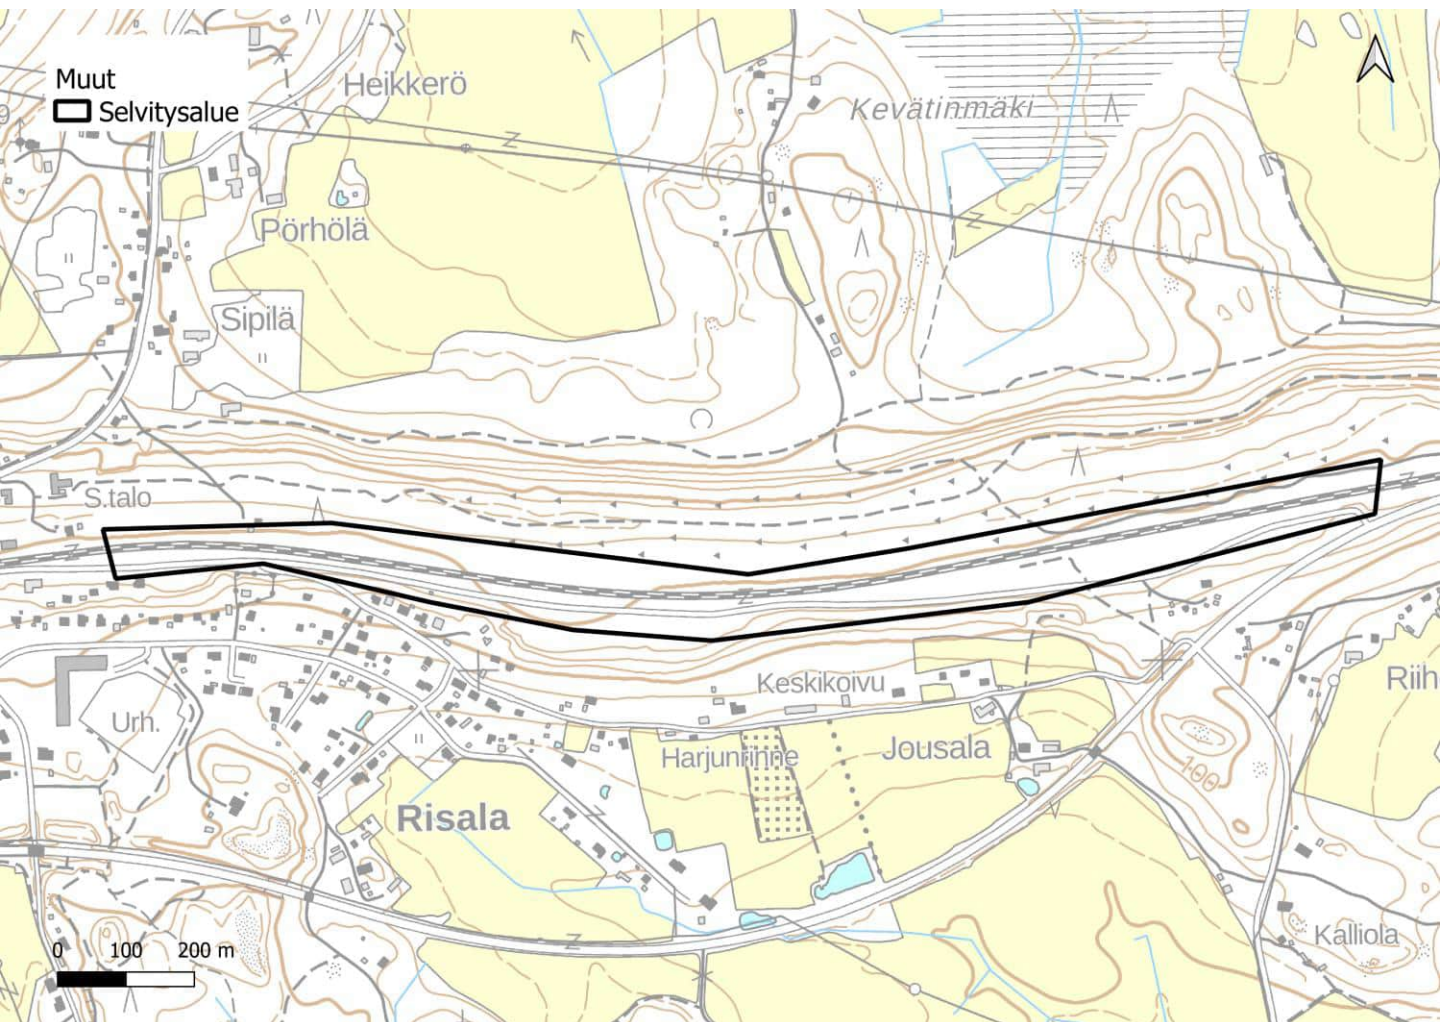 Muut
Selvitysalue
Heikkerö
Kevätinmäki
Pörhölä
Sipilä
S.talo
Keskikoivu
Riih
Urh.
Harjunrinne
Jousala
100
Risala
Kalliola
0 100 200 m